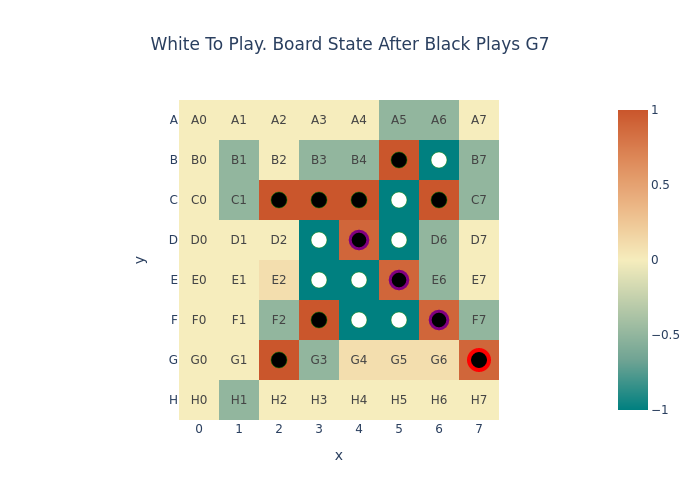 White To Play. Board State After Black Plays G7
A A0 A1 A2 A3 A4 A5 A6 A7 1
B B0 B1 B2 B3 B4 B7
0.5
C C0 C1 C7
D D0 D1 D2 D6 D7
y 0
E E0 E1 E2 E6 E7
F F0 F1 F2 F7 −0.5
G G0 G1 G3 G4 G5 G6
H H0 H1 H2 H3 H4 H5 H6 H7 −1
0 1 2 3 4 5 6 7
x